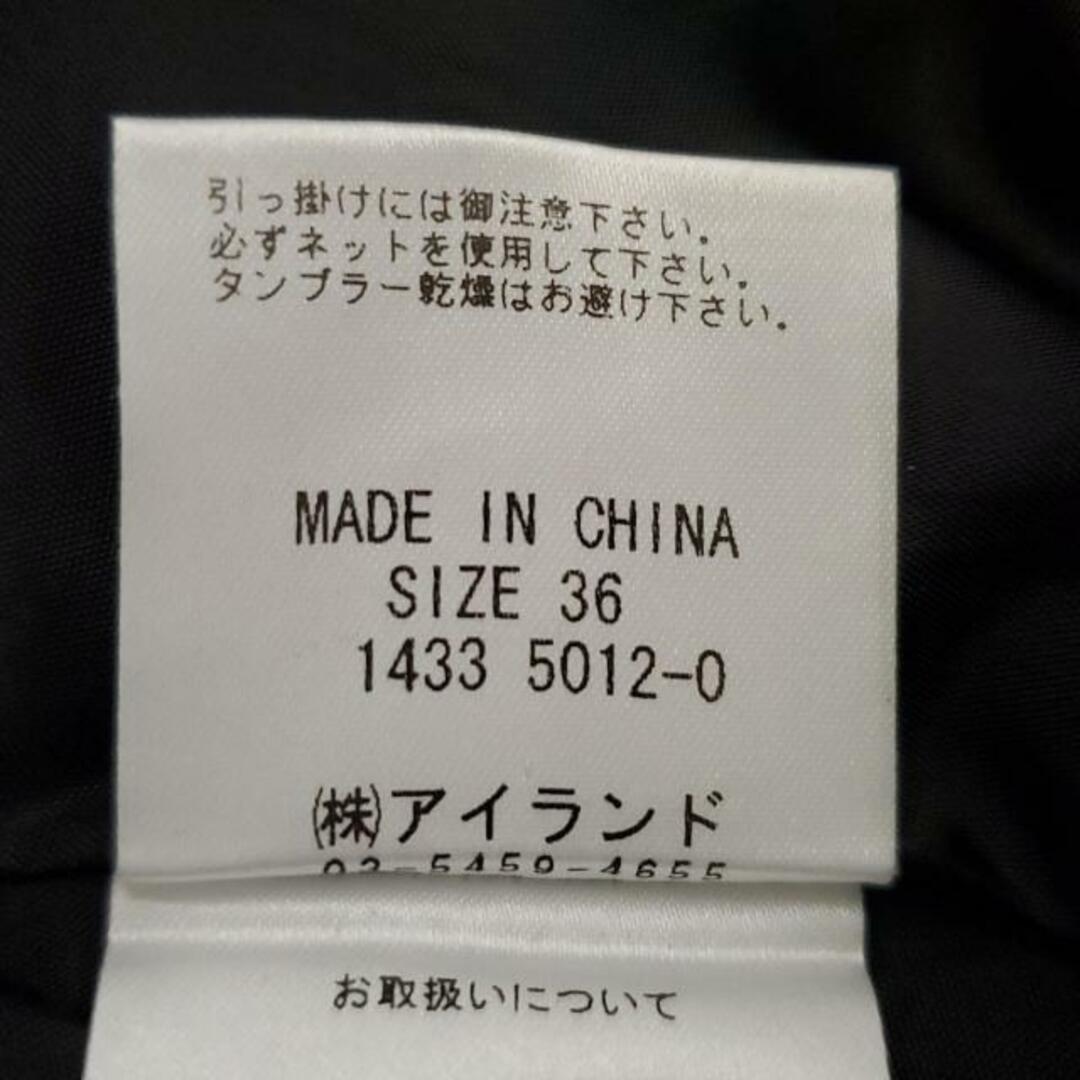 引っ掛けには御注意下さい。
必ずネットを使用して下さい。
タンブラー乾燥はお避け下さい。
MADE IN CHINA
SIZE 36
1433 5012-0
㈱アイランド
03-5459-4655
お取扱いについて